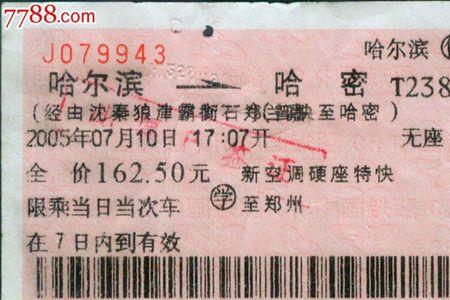 7788.com
J079943
哈尔滨
哈尔滨 → 哈密 T238
(经由沈秦狼津霸衡石郑 快至哈密)
2005年07月10日 17:07开 无座
全 价162.50元 新空调硬座特快
限乘当日当次车 学 至郑州
在7日内到有效